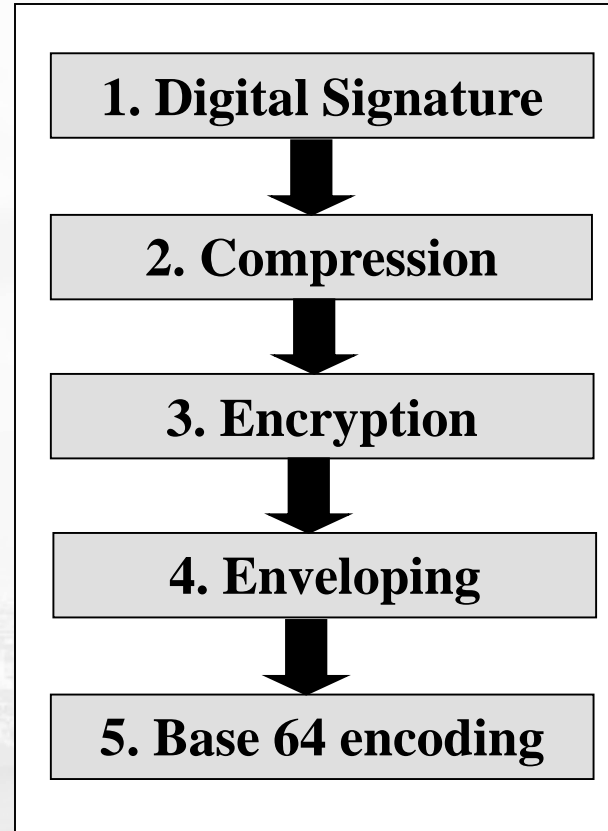 1. Digital Signature
2. Compression
3. Encryption
4. Enveloping
5. Base 64 encoding